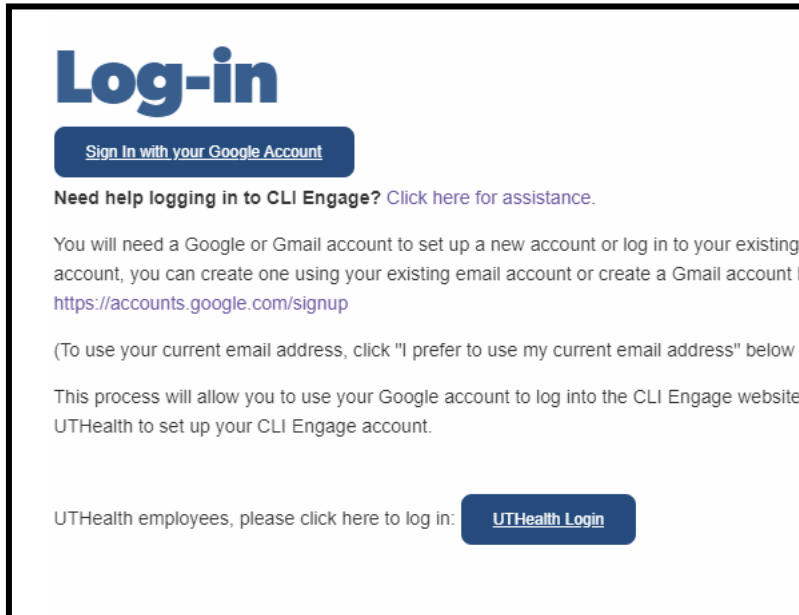 Log-in
Sign In with your Google Account
Need help logging in to CLI Engage? Click here for assistance.
You will need a Google or Gmail account to set up a new account or log in to your existing
account, you can create one using your existing email account or create a Gmail account
https://accounts.google.com/signup
(To use your current email address, click "I prefer to use my current email address" below
This process will allow you to use your Google account to log into the CLI Engage website
UTHealth to set up your CLI Engage account.
UTHealth employees, please click here to log in: UTHealth Login